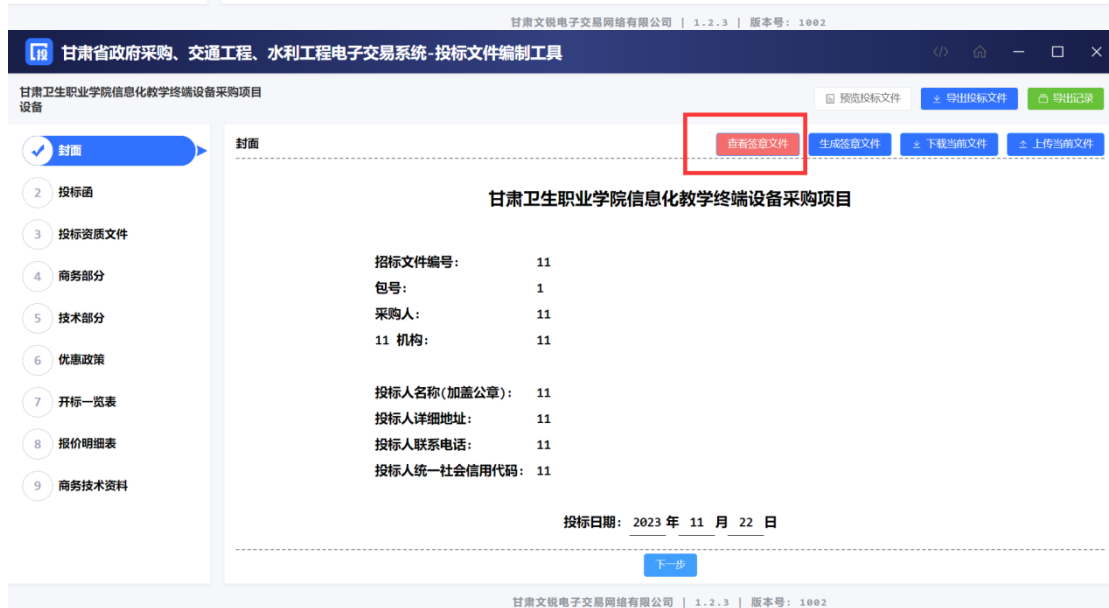 甘肃文锐电子交易网络有限公司 | 1.2.3 | 版本号: 1002
投 甘肃省政府采购、交通工程、水利工程电子交易系统-投标文件编制工具
甘肃卫生职业学院信息化教学终端设备采购项目
设备
预览投标文件 导出投标文件 导出记录
封面
2 投标函
3 投标资质文件
4 商务部分
5 技术部分
6 优惠政策
7 开标一览表
8 报价明细表
9 商务技术资料
封面 查看签章文件 生成签章文件 下载当前文件 上传当前文件
甘肃卫生职业学院信息化教学终端设备采购项目
招标文件编号: 11
包号: 1
采购人: 11
11 机构: 11
投标人名称(加盖公章): 11
投标人详细地址: 11
投标人联系电话: 11
投标人统一社会信用代码: 11
投标日期: 2023 年 11 月 22 日
下一步
甘肃文锐电子交易网络有限公司 | 1.2.3 | 版本号: 1002